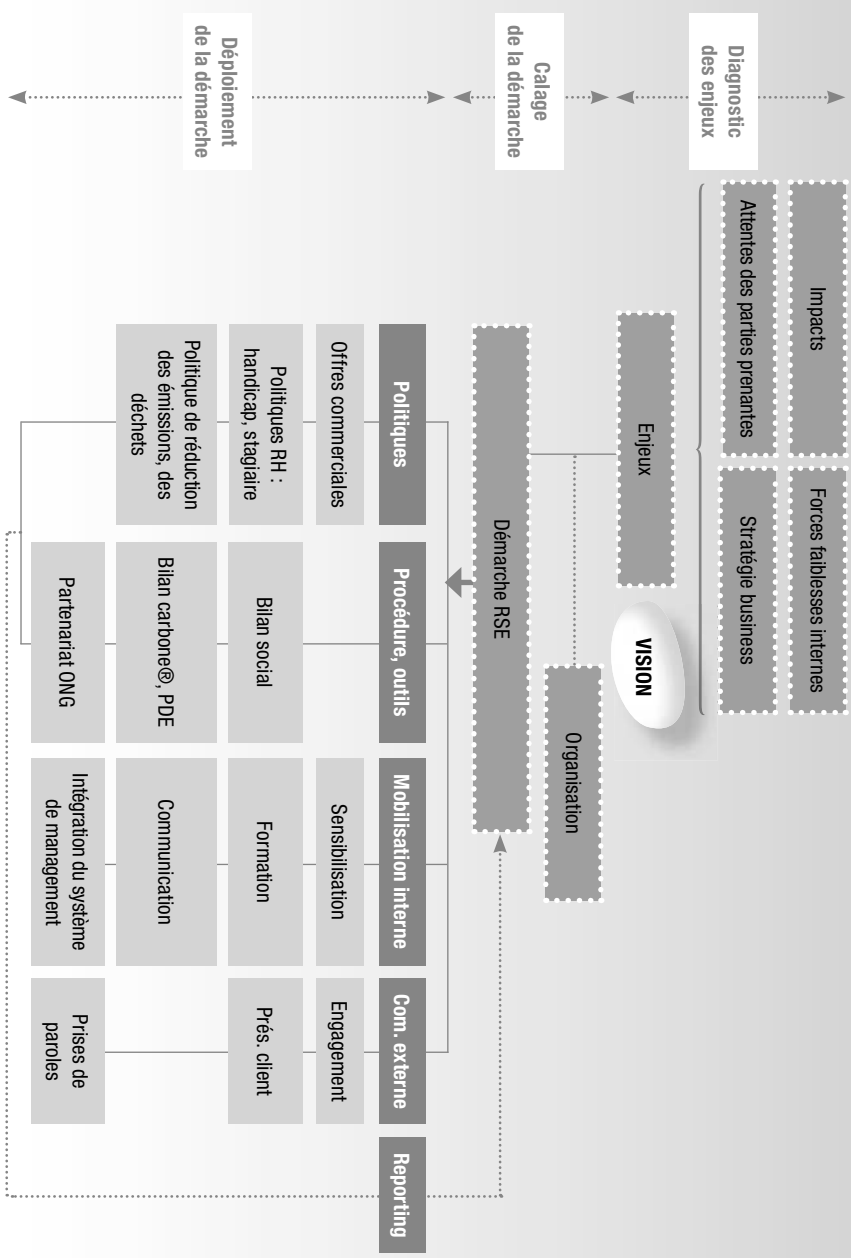 Diagnostic
des enjeux
Impacts
Forces faiblesses internes
Attentes des parties prenantes
Stratégie business
VISION
Enjeux
Calage
de la démarche
Organisation
Démarche RSE
Déploiement
de la démarche
Politiques
Procédure, outils
Mobilisation interne
Com. externe
Reporting
Offres commerciales
Sensibilisation
Engagement
Politiques RH :
handicap, stagiaire
Bilan social
Formation
Prés. client
Politique de réduction
des émissions, des
déchets
Bilan carbone®, PDE
Communication
Partenariat ONG
Intégration du système
de management
Prises de
paroles